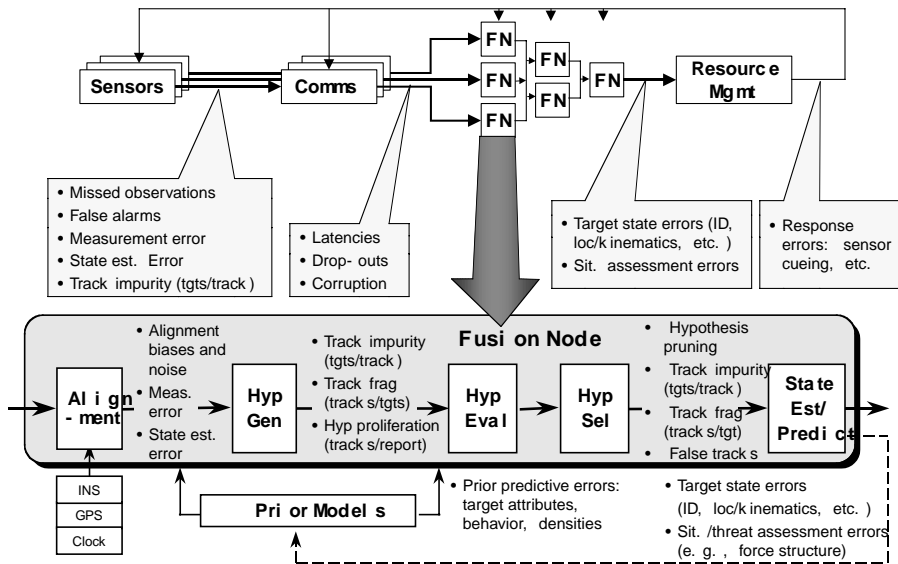 Sensors
Comms
FN
FN
FN
FN
FN
FN
Resource
Mgmt
• Missed observations
• False alarms
• Measurement error
• State est. Error
• Track impurity (tgts/track)
• Latencies
• Drop- outs
• Corruption
• Target state errors (ID,
loc/k inematics, etc. )
• Sit. assessment errors
• Response
errors: sensor
cueing, etc.
Fusion Node
Align
-ment
• Alignment
biases and
noise
• Meas.
error
• State est.
error
Hyp
Gen
• Track impurity
(tgts/track)
• Track frag
(tracks/tgts)
• Hyp proliferation
(tracks/report)
Hyp
Eval
Hyp
Sel
• Hypothesis
pruning
• Track impurity
(tgts/track)
• Track frag
(tracks/tgt)
• False tracks
State
Est/
Predict
INS
GPS
Clock
Prior Models
• Prior predictive errors:
target attributes,
behavior, densities
• Target state errors
(ID, loc/k inematics, etc. )
• Sit. /threat assessment errors
(e. g. , force structure)